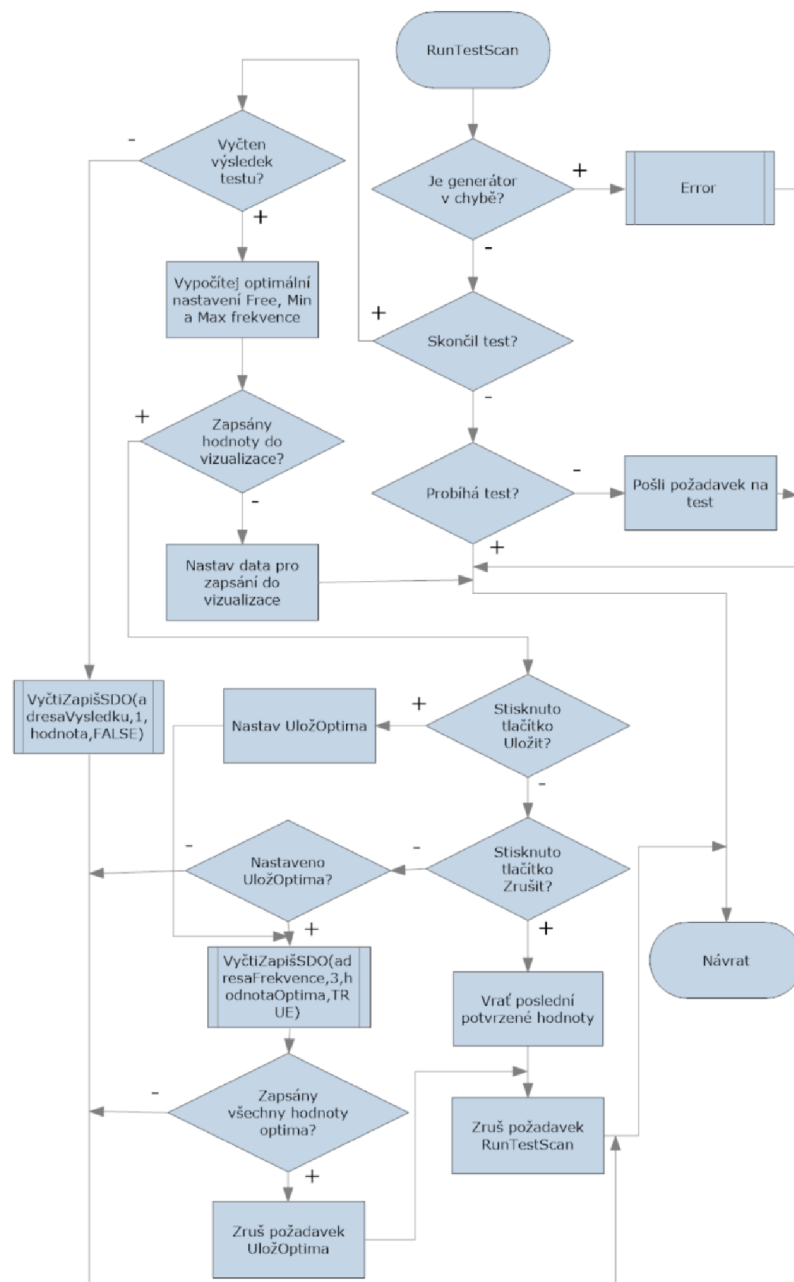 RunTestScan
Vyčten
výsledek
testu?
-
+
Je generátor
v chybě?
+
-
Error
Vypočítej optimální
nastavení Free, Min
a Max frekvence
Skončil test?
+
-
Zapsány
hodnoty do
vizualizace?
+
-
Probíhá test?
-
+
Pošli požadavek na
test
Nastav data pro
zapsání do
vizualizace
VyčtiZapišSDO(a
dresaVysledku,1,
hodnota,FALSE)
Nastav UložOptima
+
Stisknuto
tlačítko
Uložit?
-
Nastaveno
UložOptima?
-
+
Stisknuto
tlačítko
Zrušit?
-
+
VyčtiZapišSDO(ad
resaFrekvence,3,h
odnotaOptima,TR
UE)
Vrať poslední
potvrzené hodnoty
Návrat
Zapsány
všechny hodnoty
optima?
-
+
Zruš požadavek
RunTestScan
Zruš požadavek
UložOptima